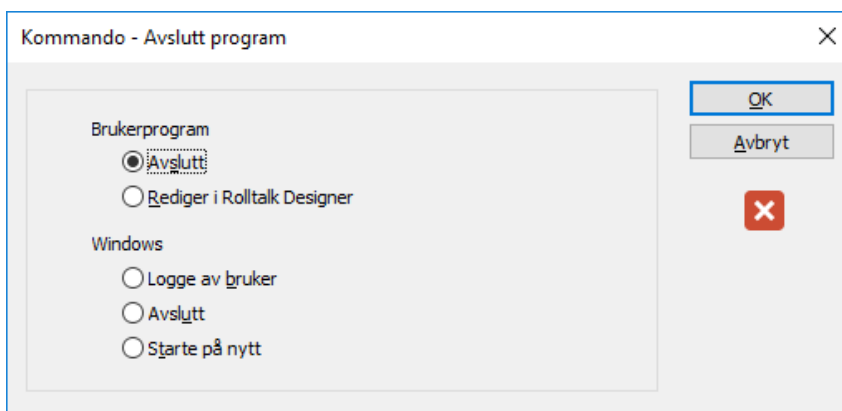 Kommando - Avslutt program
OK
Avbryt
Brukerprogram
Avslutt
Rediger i Rolltalk Designer
Windows
Logge av bruker
Avslutt
Starte på nytt